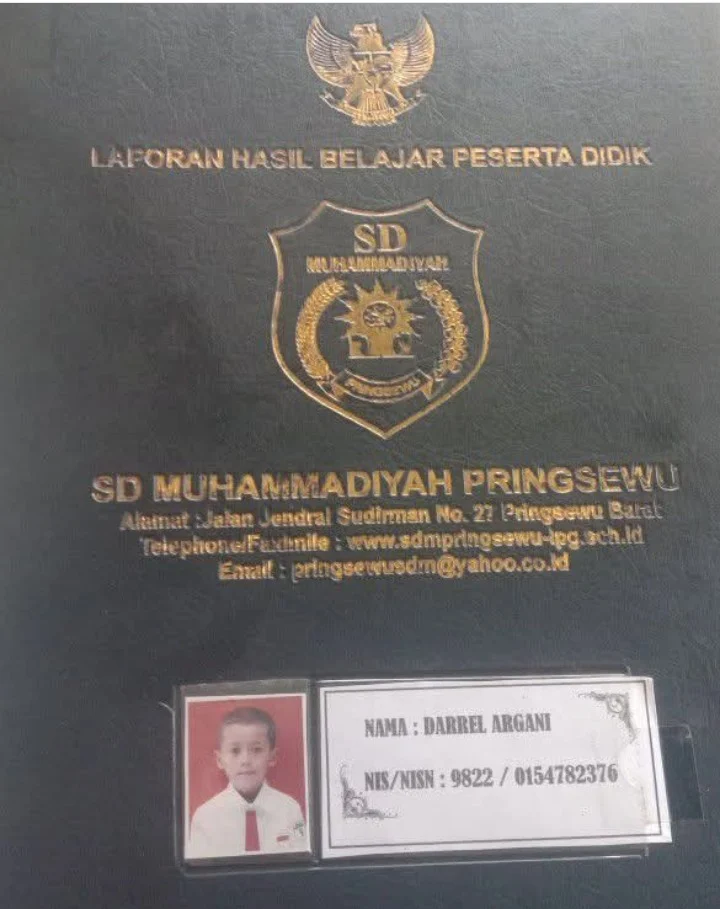 LAPORAN HASIL BELAJAR PESERTA DIDIK
SD
MUHAMMADIYAH
PRINGSEWU
SD MUHAMMADIYAH PRINGSEWU
Alamat : Jalan Jendral Sudirman No. 27 Pringsewu Barat
Telephone/Faximile : www.sdmpringsewu-lpg.sch.id
Email : pringsewusdm@yahoo.co.id
NAMA : DARREL ARGANI
NIS/NISN : 9822 / 0154782376